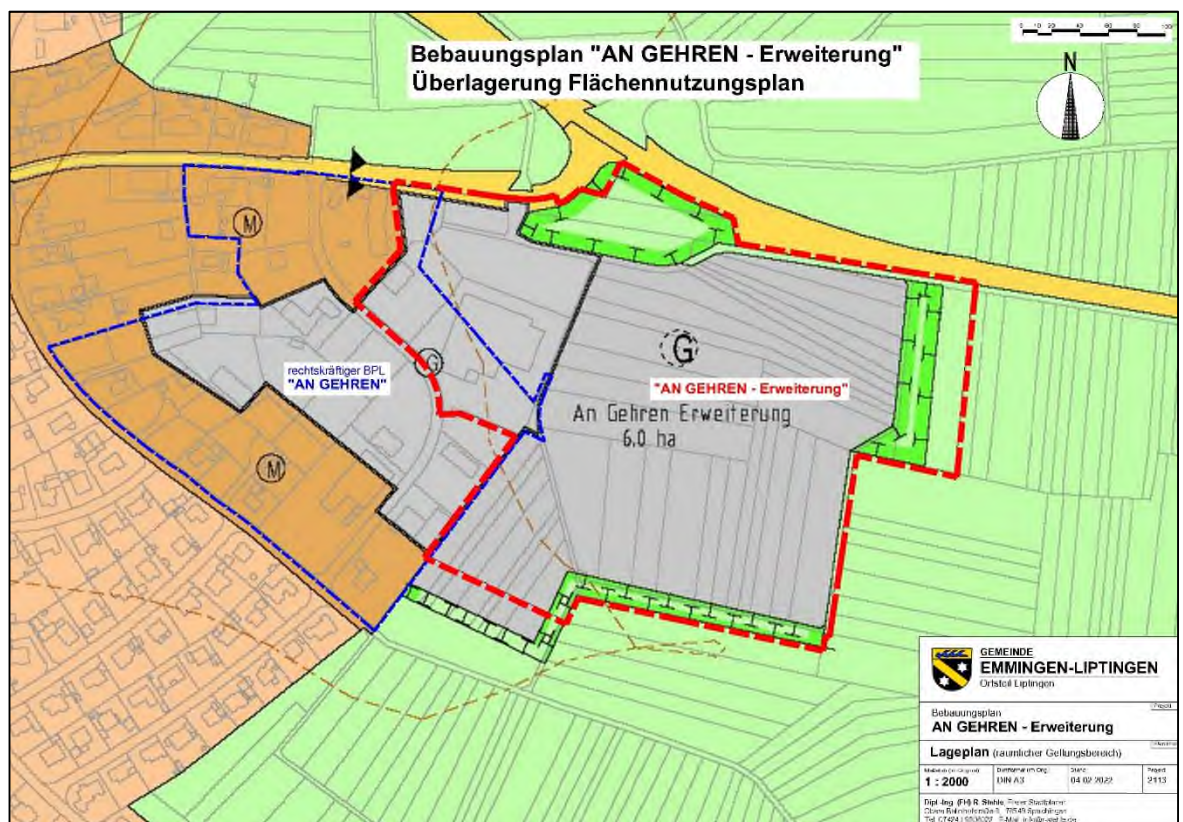 Bebauungsplan "AN GEHREN - Erweiterung"
Überlagerung Flächennutzungsplan
N
M
G
rechtskräftiger BPL
"AN GEHREN"
G
"AN GEHREN - Erweiterung"
An Gehren Erweiterung
6,0 ha
M
GEMEINDE
EMMINGEN-LIPTINGEN
Ortsteil Liptingen
Bebauungsplan
AN GEHREN - Erweiterung
Lageplan (räumlicher Geltungsbereich)
1 : 2000
DIN A3
04.02.2022
Projekt
2113
Dipl.-Ing. (FH) R. Stehle, Freier Stadtplaner